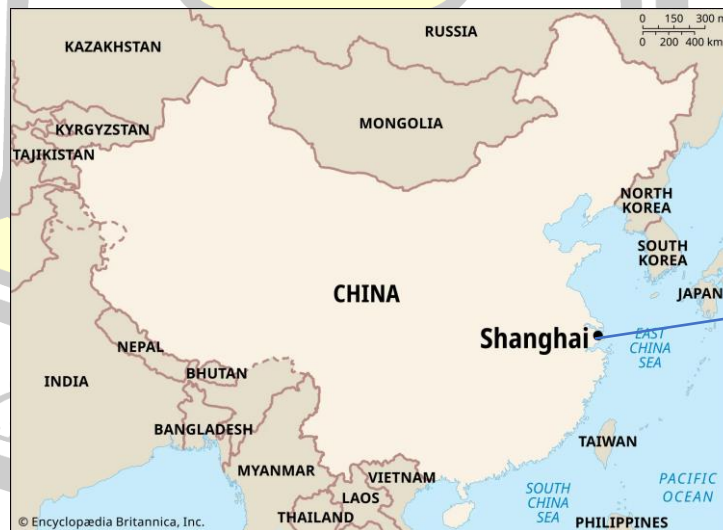 RUSSIA
0 150 300 m
0 200 400 km
KAZAKHSTAN
MONGOLIA
KYRGYZSTAN
TAJIKISTAN
NORTH
KOREA
SOUTH
KOREA
JAPAN
CHINA
Shanghai
EAST
CHINA
SEA
NEPAL
BHUTAN
INDIA
BANGLADESH
TAIWAN
MYANMAR
VIETNAM
LAOS
SOUTH
CHINA
SEA
PACIFIC
OCEAN
THAILAND
PHILIPPINES
© Encyclopædia Britannica, Inc.